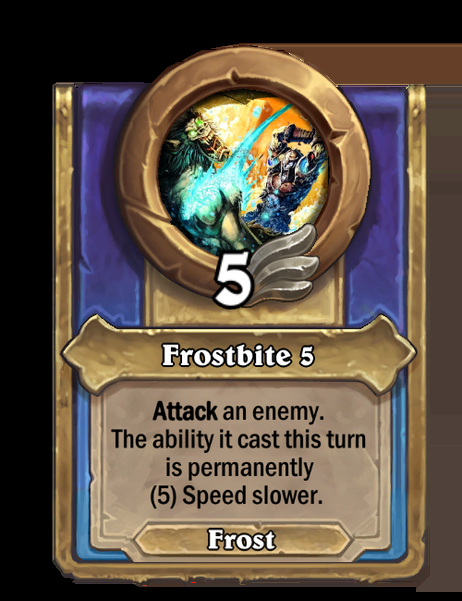 5
Frostbite 5
Attack an enemy.
The ability it cast this turn
is permanently
(5) Speed slower.
Frost